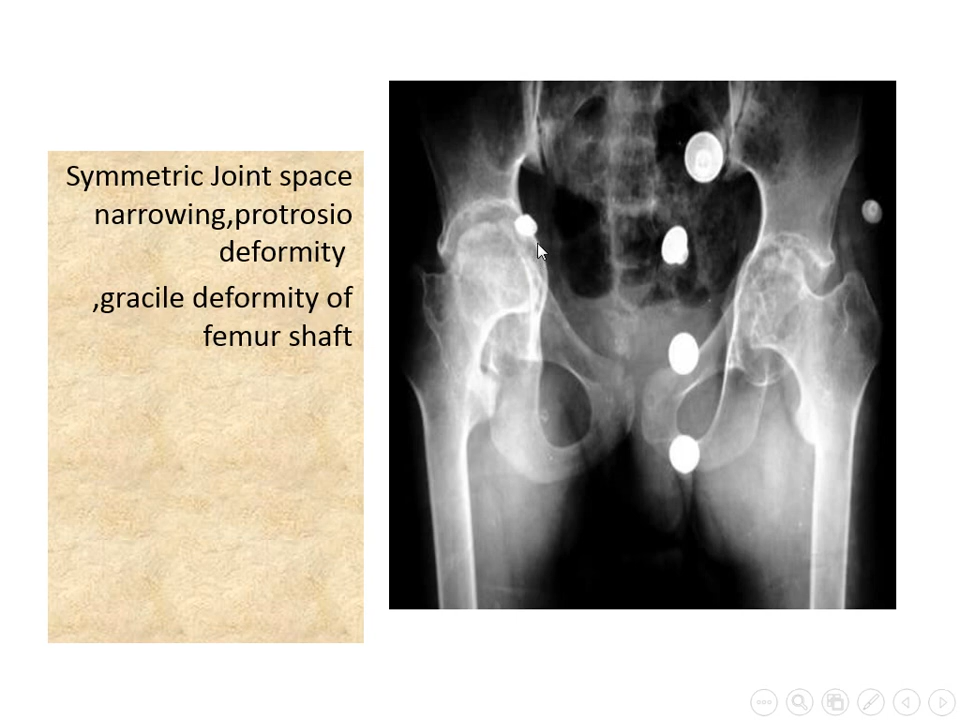 Symmetric Joint space
narrowing,protrosio
deformity
,gracile deformity of
femur shaft